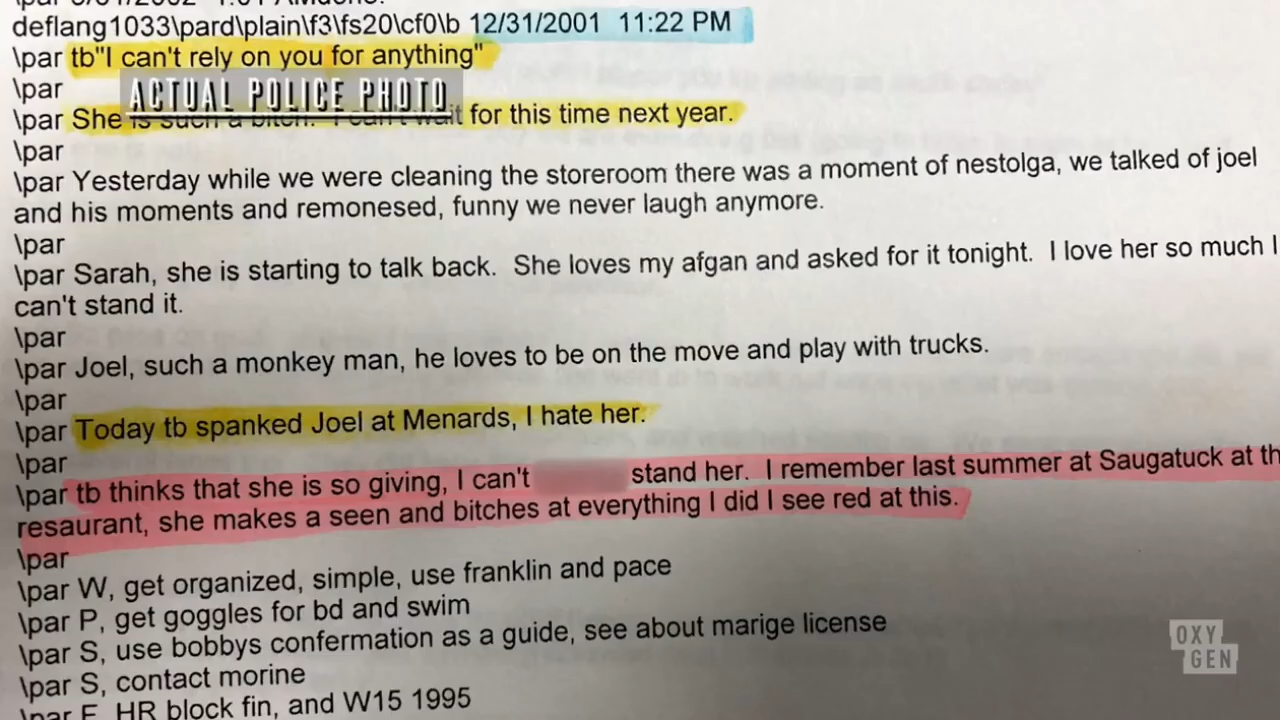 deflang1033\pard\plain\f3\fs20\cf0\b 12/31/2001 11:22 PM
\par tb"I can't rely on you for anything"
\par
ACTUAL POLICE PHOTO
\par She is such a bitch. I can't wait for this time next year.
\par
\par Yesterday while we were cleaning the storeroom there was a moment of nestolga, we talked of joel
and his moments and remonesed, funny we never laugh anymore.
\par
\par Sarah, she is starting to talk back. She loves my afgan and asked for it tonight. I love her so much I
can't stand it.
\par
\par Joel, such a monkey man, he loves to be on the move and play with trucks.
\par
\par Today tb spanked Joel at Menards, I hate her.
\par
\par tb thinks that she is so giving, I can't stand her. I remember last summer at Saugatuck at th
resaurant, she makes a seen and bitches at everything I did I see red at this.
\par
\par W, get organized, simple, use franklin and pace
\par P, get goggles for bd and swim
\par S, use bobbys confermation as a guide, see about marige license
\par S, contact morine
\par F, HR block fin, and W15 1995
OXY
GEN